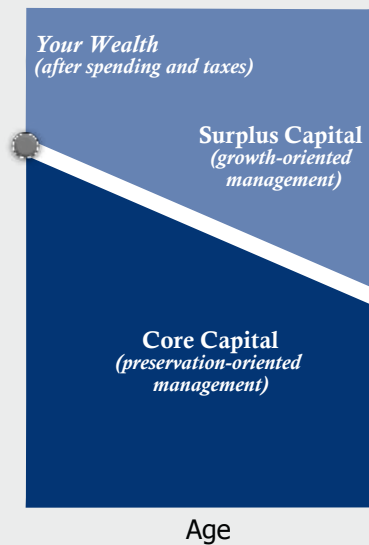 Your Wealth
(after spending and taxes)
Surplus Capital
(growth-oriented
management)
Core Capital
(preservation-oriented
management)
Age